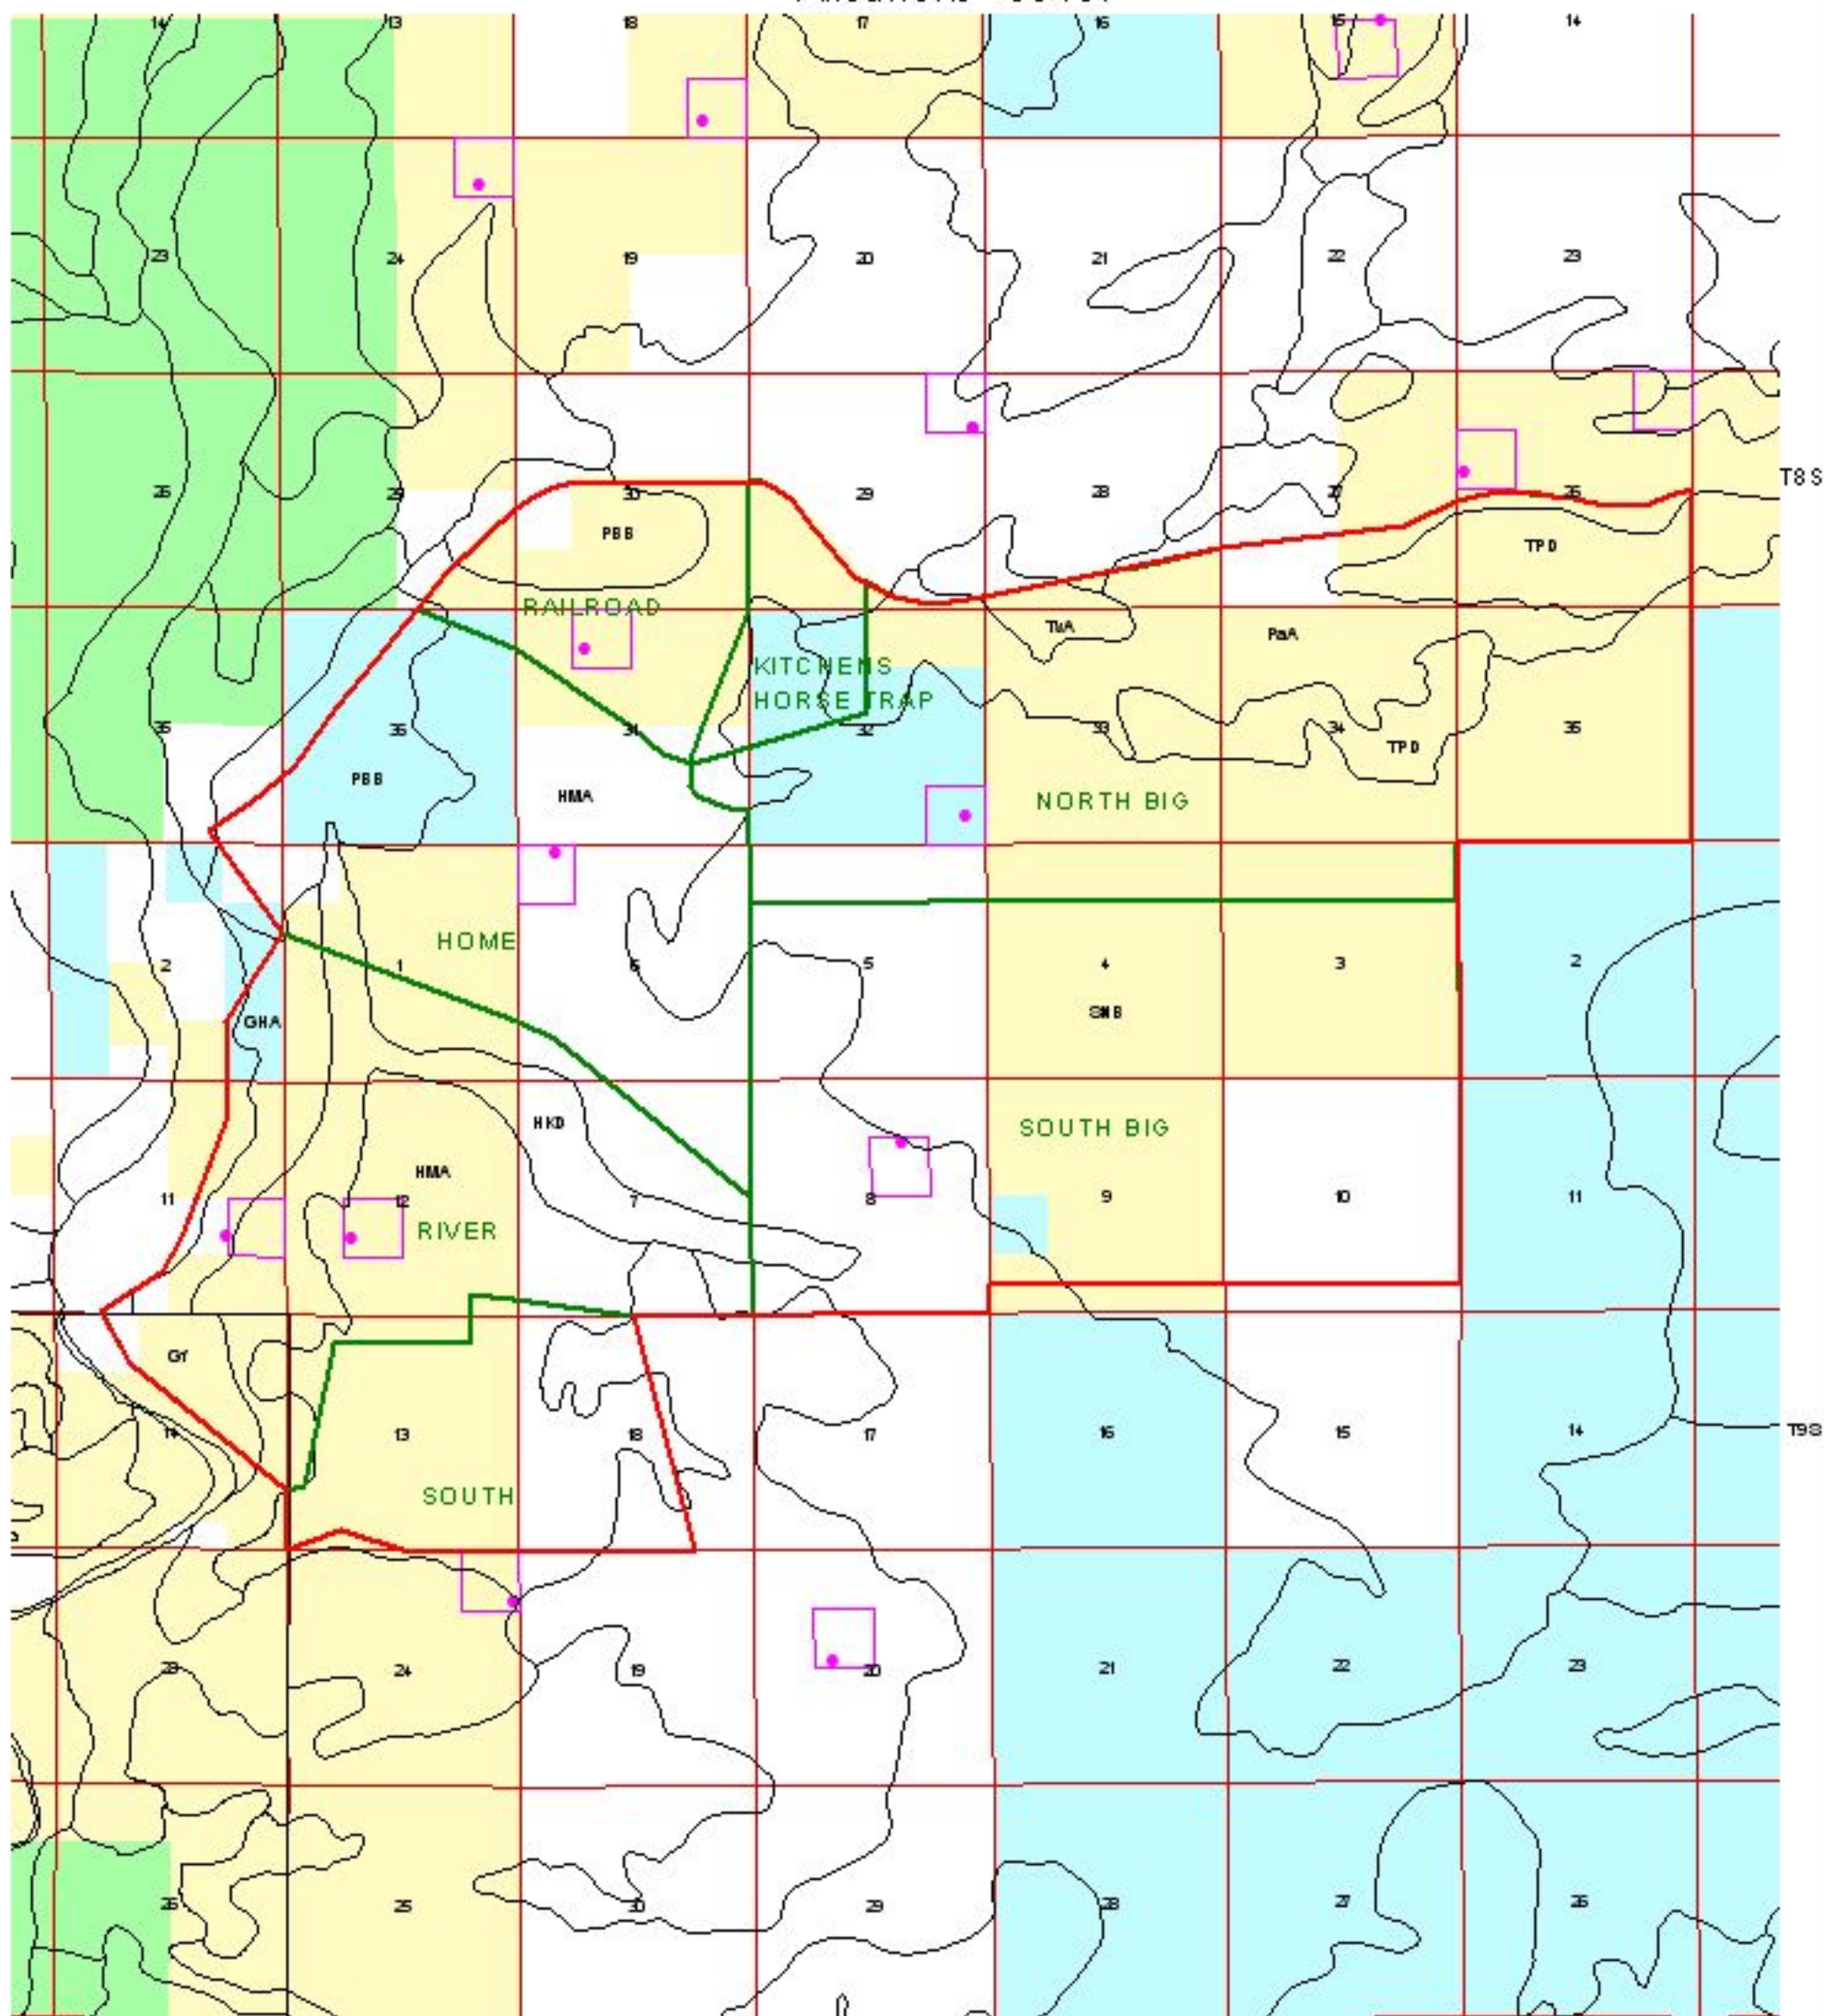 14 13 18 17 16 15 14
23 24 19 20 21 22 23
T8S
26 25 30 29 28 27 26
PBB
TPD
RAILROAD
TuA
PaA
KITCHENS
HORSE TRAP
35 36 31 32 33 34 35
TPD
PBB
HMA
NORTH BIG
HOME
2 1 6 5 4 3 2
SNB
GHA
HKD
SOUTH BIG
HMA
11 12 7 8 9 10 11
RIVER
Gf
14 13 18 17 16 15 14
T9S
SOUTH
23 24 19 20 21 22 23
26 25 30 29 28 27 26